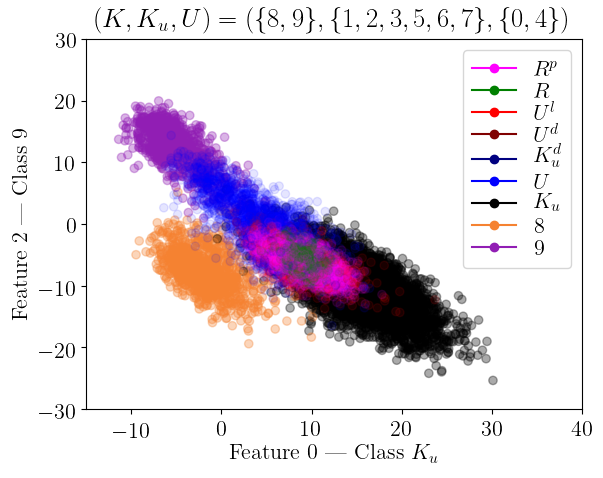 (K, K_u, U) = ({8, 9}, {1, 2, 3, 5, 6, 7}, {0, 4})
30
20
10
0
−10
−20
−30
Feature 2 — Class 9
R^p
R
U^l
U^d
K_u^d
U
K_u
8
9
−10 0 10 20 30 40
Feature 0 — Class K_u